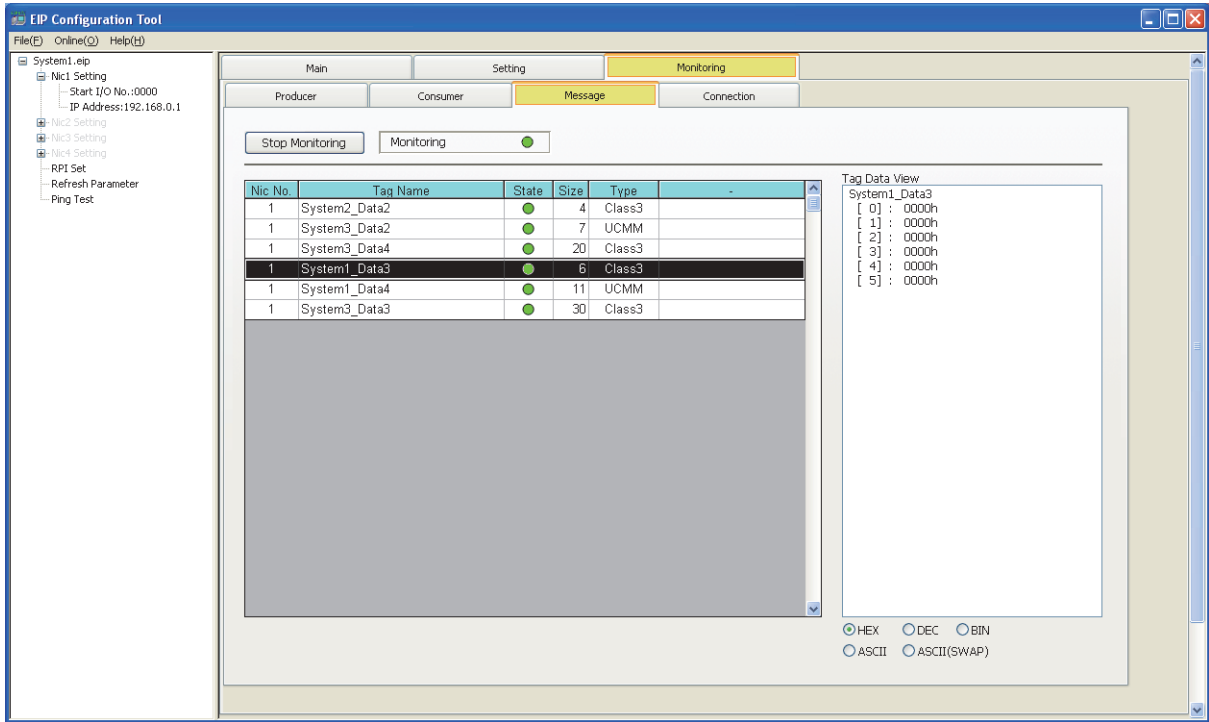 EIP Configuration Tool
File(F) Online(O) Help(H)
System1.eip
Nic1 Setting
Start I/O No.:0000
IP Address:192.168.0.1
Nic2 Setting
Nic3 Setting
Nic4 Setting
RPI Set
Refresh Parameter
Ping Test
Main Setting Monitoring
Producer Consumer Message Connection
Stop Monitoring Monitoring
Nic No. Tag Name State Size Type -
1 System2_Data2 4 Class3
1 System3_Data2 7 UCMM
1 System3_Data4 20 Class3
1 System1_Data3 6 Class3
1 System1_Data4 11 UCMM
1 System3_Data3 30 Class3
Tag Data View
System1_Data3
[ 0] : 0000h
[ 1] : 0000h
[ 2] : 0000h
[ 3] : 0000h
[ 4] : 0000h
[ 5] : 0000h
HEX DEC BIN
ASCII ASCII(SWAP)